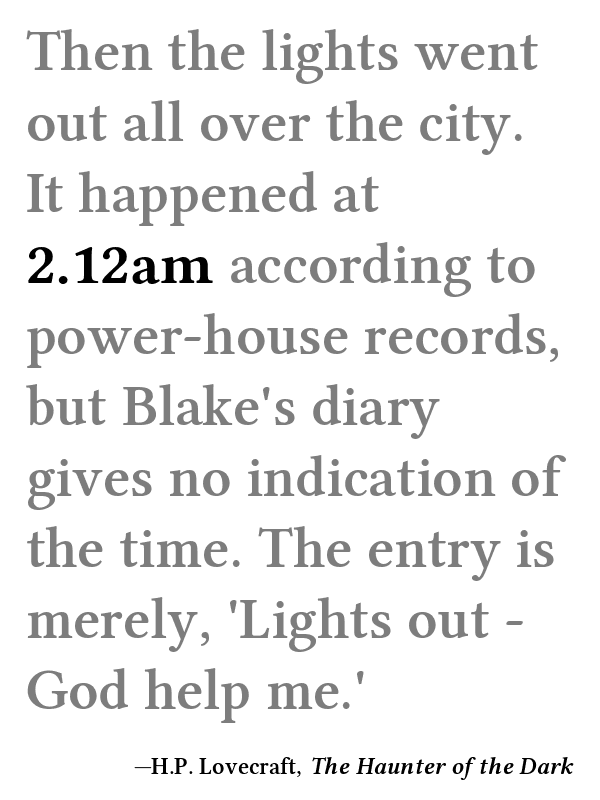 Then the lights went
out all over the city.
It happened at
2.12am according to
power-house records,
but Blake's diary
gives no indication of
the time. The entry is
merely, 'Lights out -
God help me.'
—H.P. Lovecraft, The Haunter of the Dark